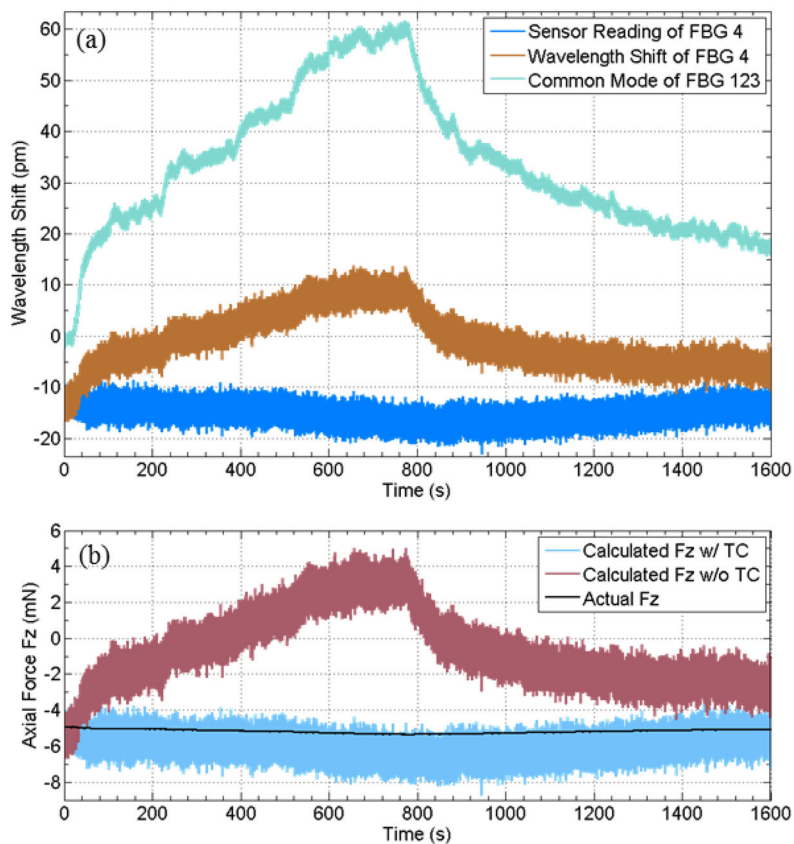 (a)
Sensor Reading of FBG 4
Wavelength Shift of FBG 4
Common Mode of FBG 123
60
50
40
30
20
10
0
-10
-20
Wavelength Shift (pm)
0 200 400 600 800 1000 1200 1400 1600
Time (s)
(b)
Calculated Fz w/ TC
Calculated Fz w/o TC
Actual Fz
6
4
2
0
-2
-4
-6
-8
Axial Force Fz (mN)
0 200 400 600 800 1000 1200 1400 1600
Time (s)